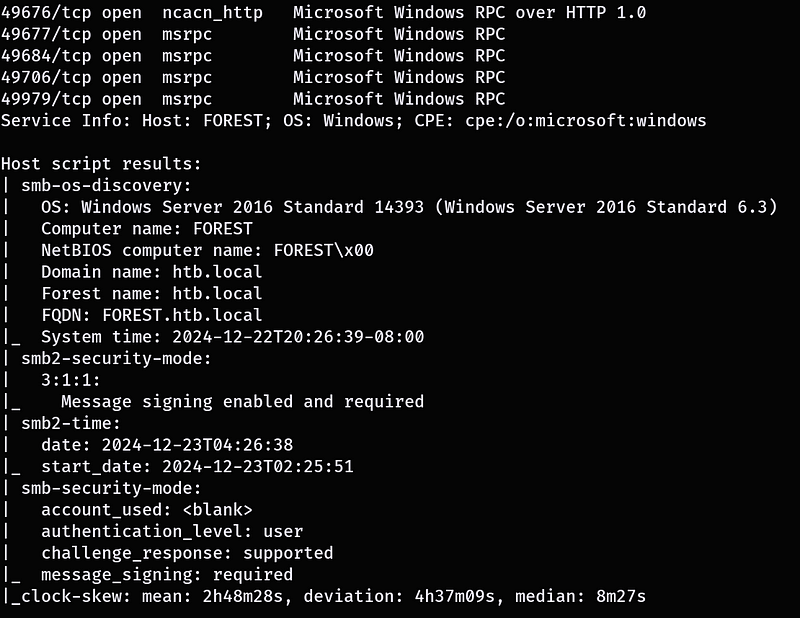 49676/tcp open  ncacn_http   Microsoft Windows RPC over HTTP 1.0
49677/tcp open  msrpc        Microsoft Windows RPC
49684/tcp open  msrpc        Microsoft Windows RPC
49706/tcp open  msrpc        Microsoft Windows RPC
49979/tcp open  msrpc        Microsoft Windows RPC
Service Info: Host: FOREST; OS: Windows; CPE: cpe:/o:microsoft:windows

Host script results:
| smb-os-discovery:
|   OS: Windows Server 2016 Standard 14393 (Windows Server 2016 Standard 6.3)
|   Computer name: FOREST
|   NetBIOS computer name: FOREST\x00
|   Domain name: htb.local
|   Forest name: htb.local
|   FQDN: FOREST.htb.local
|_  System time: 2024-12-22T20:26:39-08:00
| smb2-security-mode:
|   3:1:1:
|_    Message signing enabled and required
| smb2-time:
|   date: 2024-12-23T04:26:38
|_  start_date: 2024-12-23T02:25:51
| smb-security-mode:
|   account_used: <blank>
|   authentication_level: user
|   challenge_response: supported
|_  message_signing: required
|_clock-skew: mean: 2h48m28s, deviation: 4h37m09s, median: 8m27s